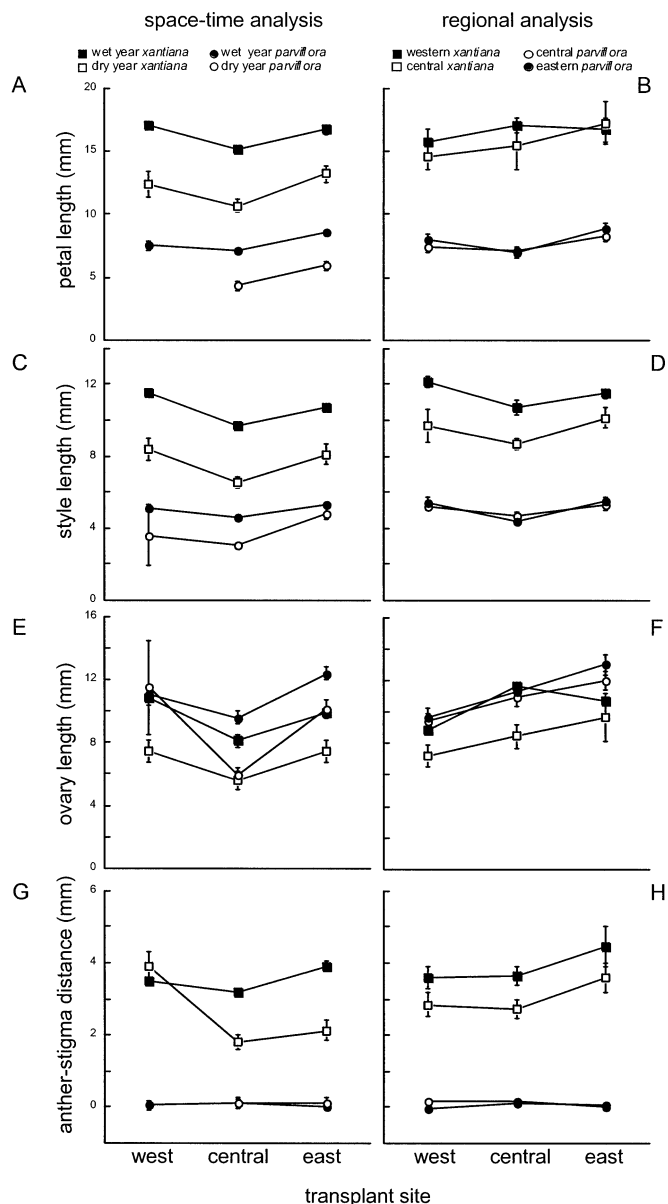 space-time analysis
regional analysis
wet year xantiana
wet year parviflora
dry year xantiana
dry year parviflora
western xantiana
central parviflora
central xantiana
eastern parviflora
A
B
petal length (mm)
20
15
10
5
0
C
D
style length (mm)
12
8
4
0
E
F
ovary length (mm)
16
12
8
4
0
G
H
anther-stigma distance (mm)
6
4
2
0
west central east
west central east
transplant site